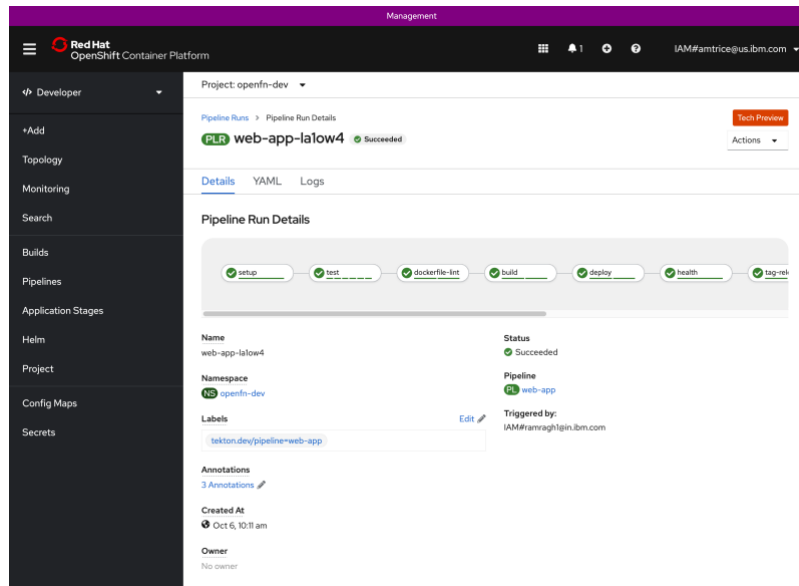 Management
Red Hat
OpenShift Container Platform
1
IAM#amtrice@us.ibm.com
</> Developer
Project: openfn-dev
+Add
Topology
Monitoring
Search
Builds
Pipelines
Application Stages
Helm
Project
Config Maps
Secrets
Pipeline Runs > Pipeline Run Details
Tech Preview
PLR web-app-la1ow4 Succeeded
Actions
Details YAML Logs
Pipeline Run Details
setup test dockerfile-lint build deploy health tag-rel
Name
web-app-la1ow4
Namespace
NS openfn-dev
Labels
Edit
tekton.dev/pipeline=web-app
Annotations
3 Annotations
Created At
Oct 6, 10:11 am
Owner
No owner
Status
Succeeded
Pipeline
PL web-app
Triggered by:
IAM#ramragh1@in.ibm.com